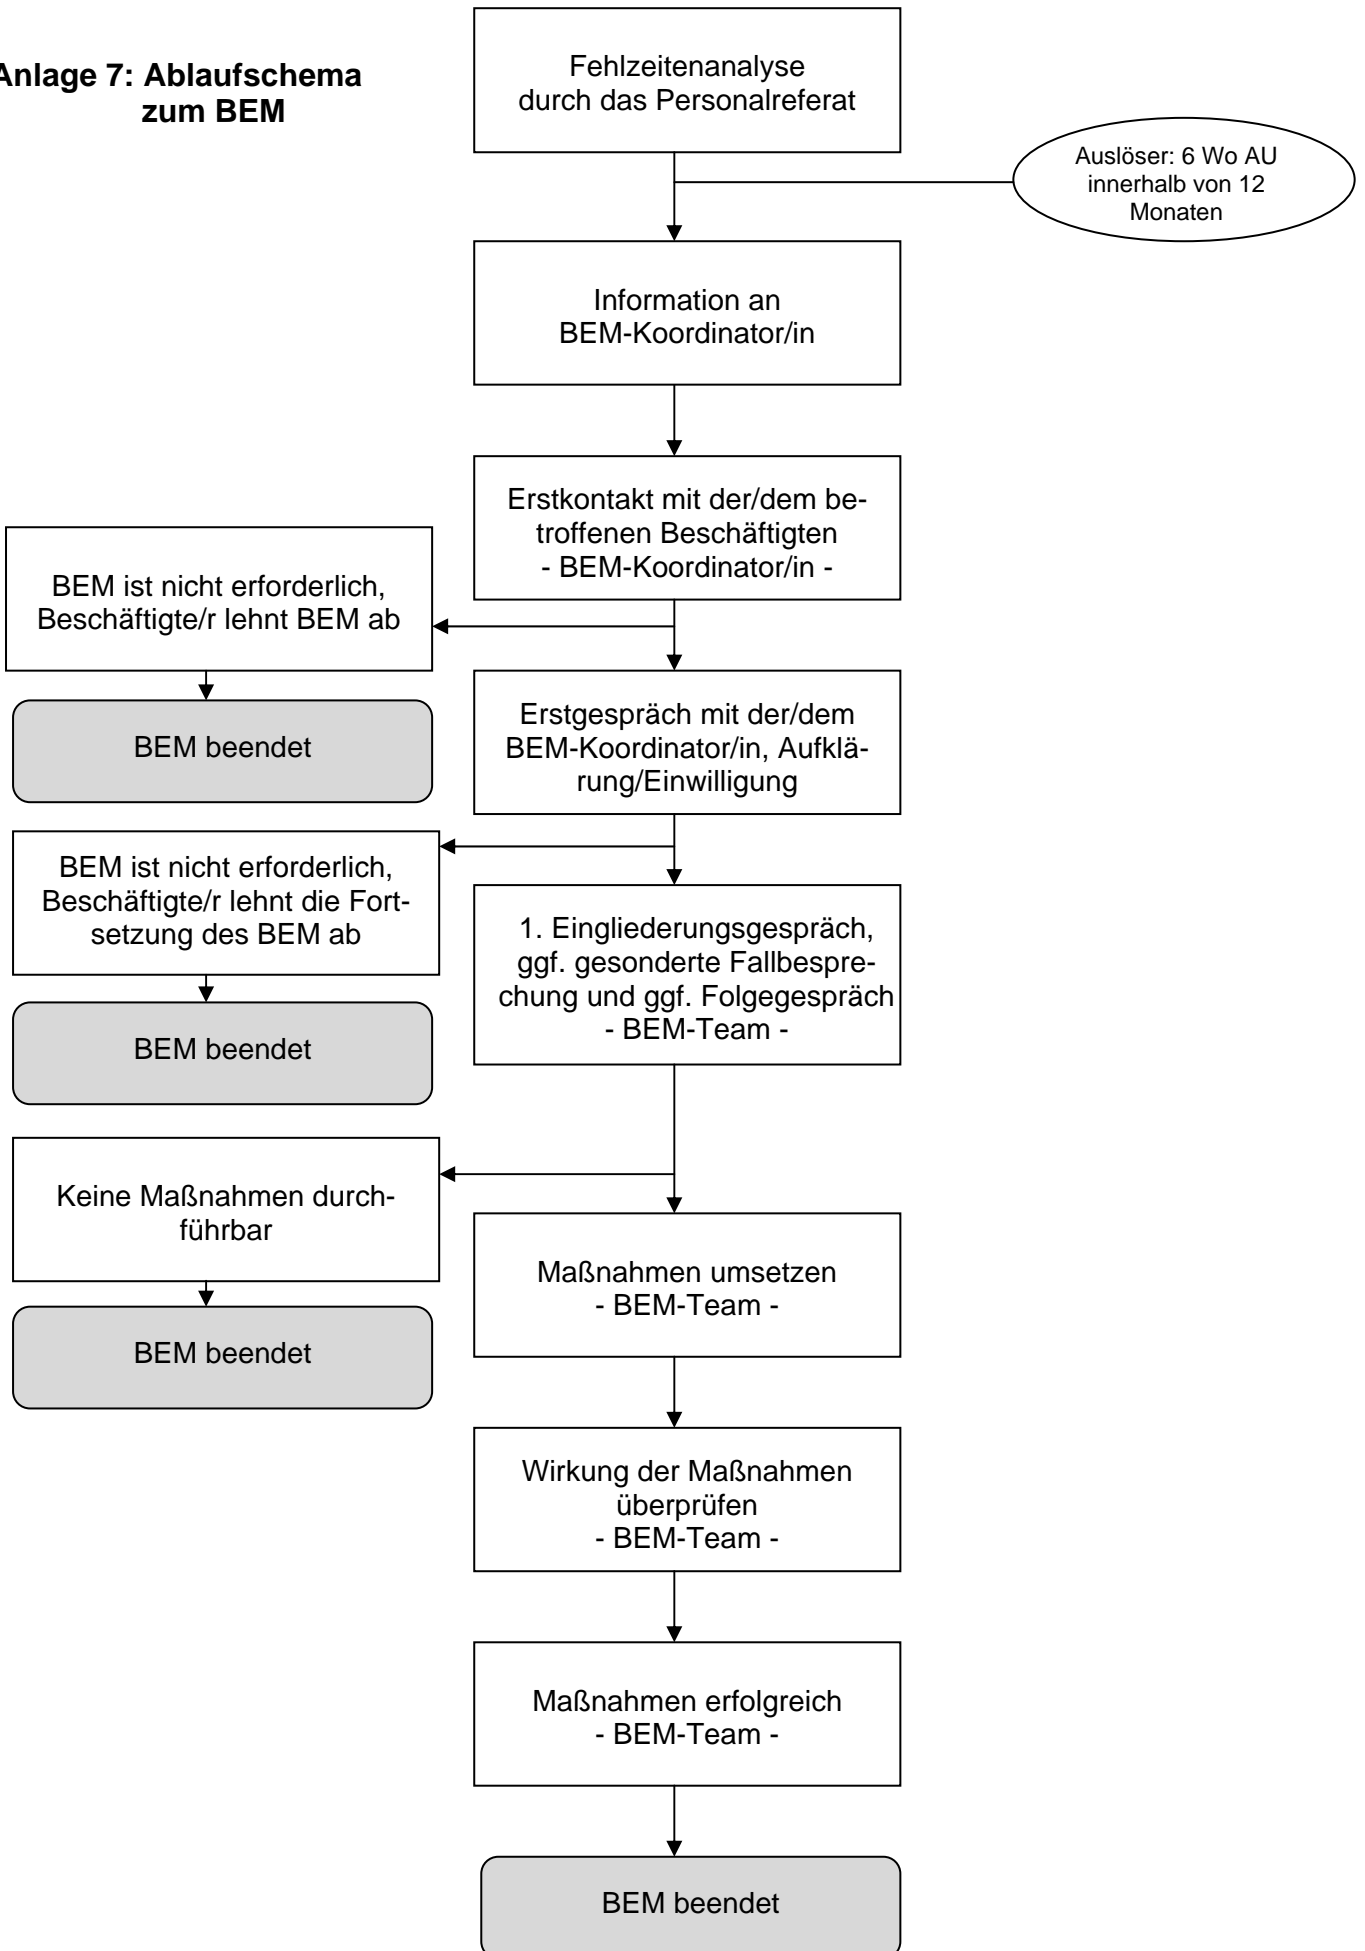 Anlage 7: Ablaufschema
zum BEM
Fehlzeitenanalyse
durch das Personalreferat
Auslöser: 6 Wo AU
innerhalb von 12
Monaten
Information an
BEM-Koordinator/in
Erstkontakt mit der/dem be-
troffenen Beschäftigten
- BEM-Koordinator/in -
BEM ist nicht erforderlich,
Beschäftigte/r lehnt BEM ab
BEM beendet
Erstgespräch mit der/dem
BEM-Koordinator/in, Aufklä-
rung/Einwilligung
BEM ist nicht erforderlich,
Beschäftigte/r lehnt die Fort-
setzung des BEM ab
BEM beendet
1. Eingliederungsgespräch,
ggf. gesonderte Fallbespre-
chung und ggf. Folgegespräch
- BEM-Team -
Keine Maßnahmen durch-
führbar
BEM beendet
Maßnahmen umsetzen
- BEM-Team -
Wirkung der Maßnahmen
überprüfen
- BEM-Team -
Maßnahmen erfolgreich
- BEM-Team -
BEM beendet